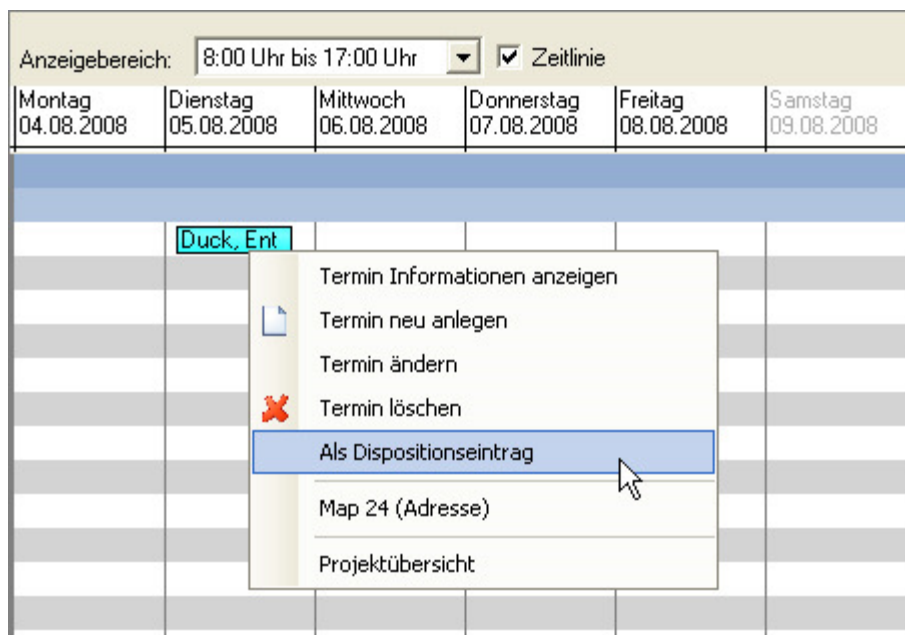 Anzeigebereich: 8:00 Uhr bis 17:00 Uhr Zeitlinie
Montag Dienstag Mittwoch Donnerstag Freitag Samstag
04.08.2008 05.08.2008 06.08.2008 07.08.2008 08.08.2008 09.08.2008
Duck, Ent
Termin Informationen anzeigen
Termin neu anlegen
Termin ändern
Termin löschen
Als Dispositionseintrag
Map 24 (Adresse)
Projektübersicht